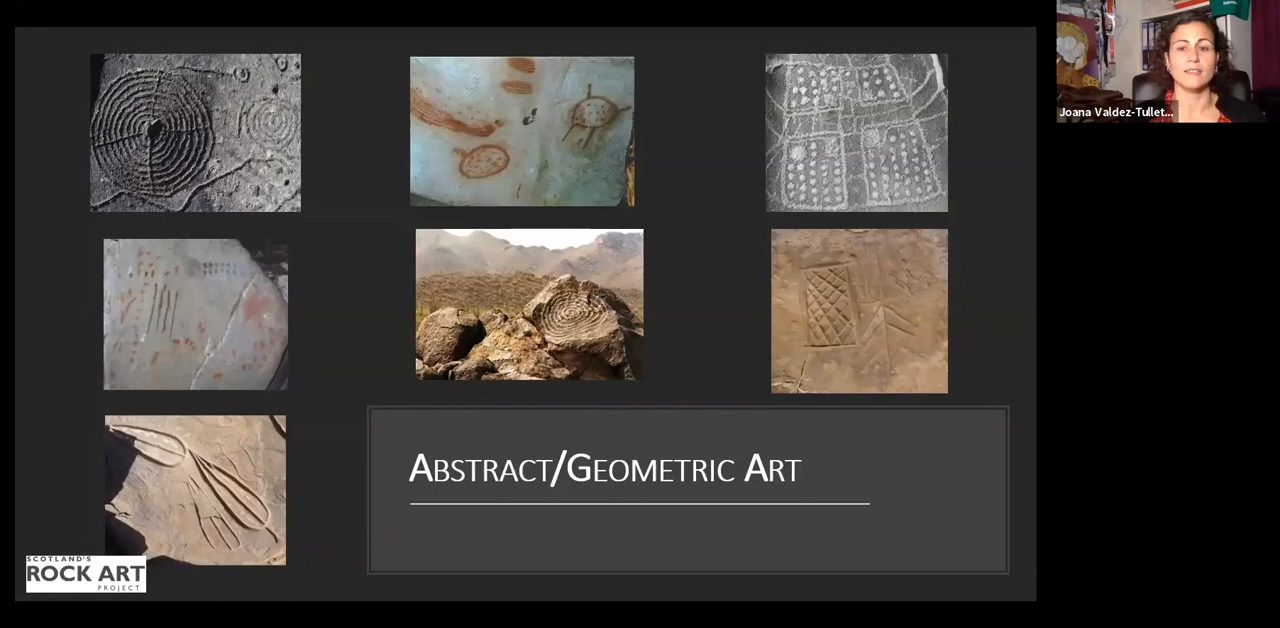 Joana Valdez-Tullet...
ABSTRACT/GEOMETRIC ART
SCOTLAND'S
ROCK ART
PROJECT